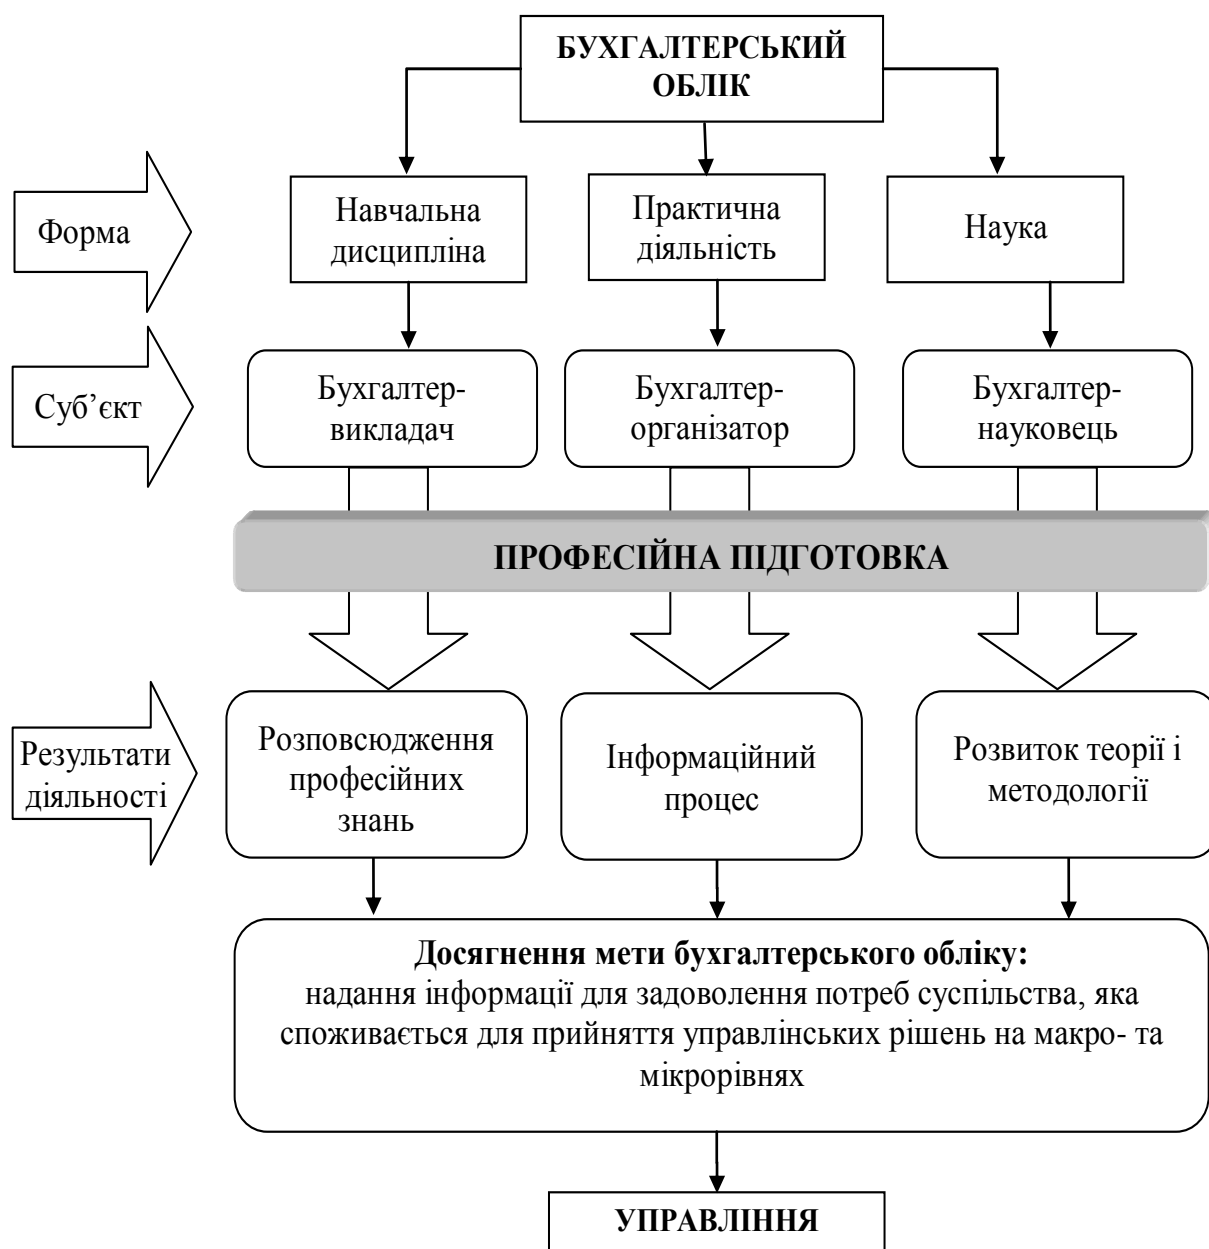 БУХГАЛТЕРСЬКИЙ
ОБЛІК
Форма
Навчальна
дисципліна
Практична
діяльність
Наука
Суб’єкт
Бухгалтер-
викладач
Бухгалтер-
організатор
Бухгалтер-
науковець
ПРОФЕСІЙНА ПІДГОТОВКА
Результати
діяльності
Розповсюдження
професійних
знань
Інформаційний
процес
Розвиток теорії і
методології
Досягнення мети бухгалтерського обліку:
надання інформації для задоволення потреб суспільства, яка
споживається для прийняття управлінських рішень на макро- та
мікрорівнях
УПРАВЛІННЯ